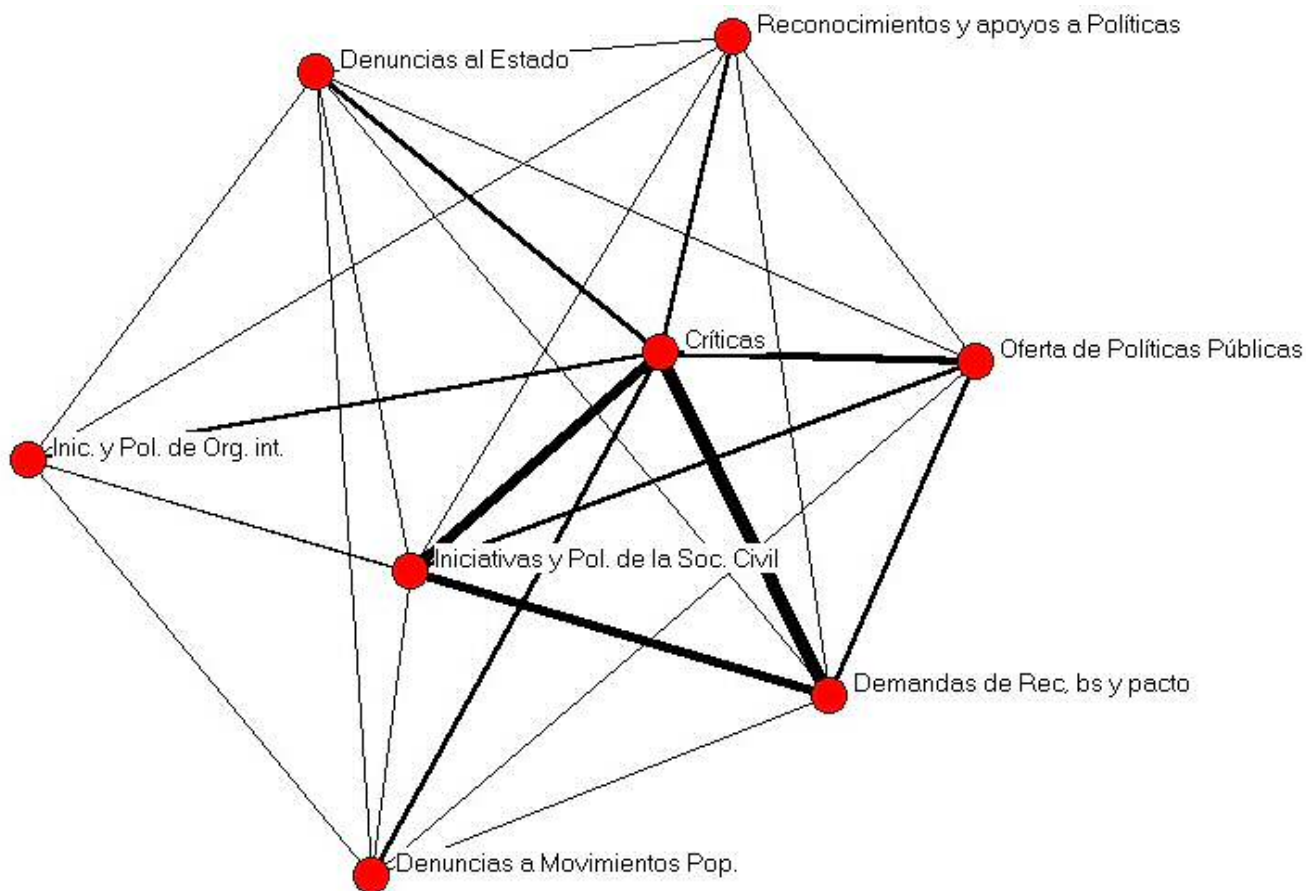 Reconocimientos y apoyos a Políticas
Denuncias al Estado
Críticas
Oferta de Políticas Públicas
Inic. y Pol. de Org. int.
Iniciativas y Pol. de la Soc. Civil
Demandas de Rec, bs y pacto
Denuncias a Movimientos Pop.